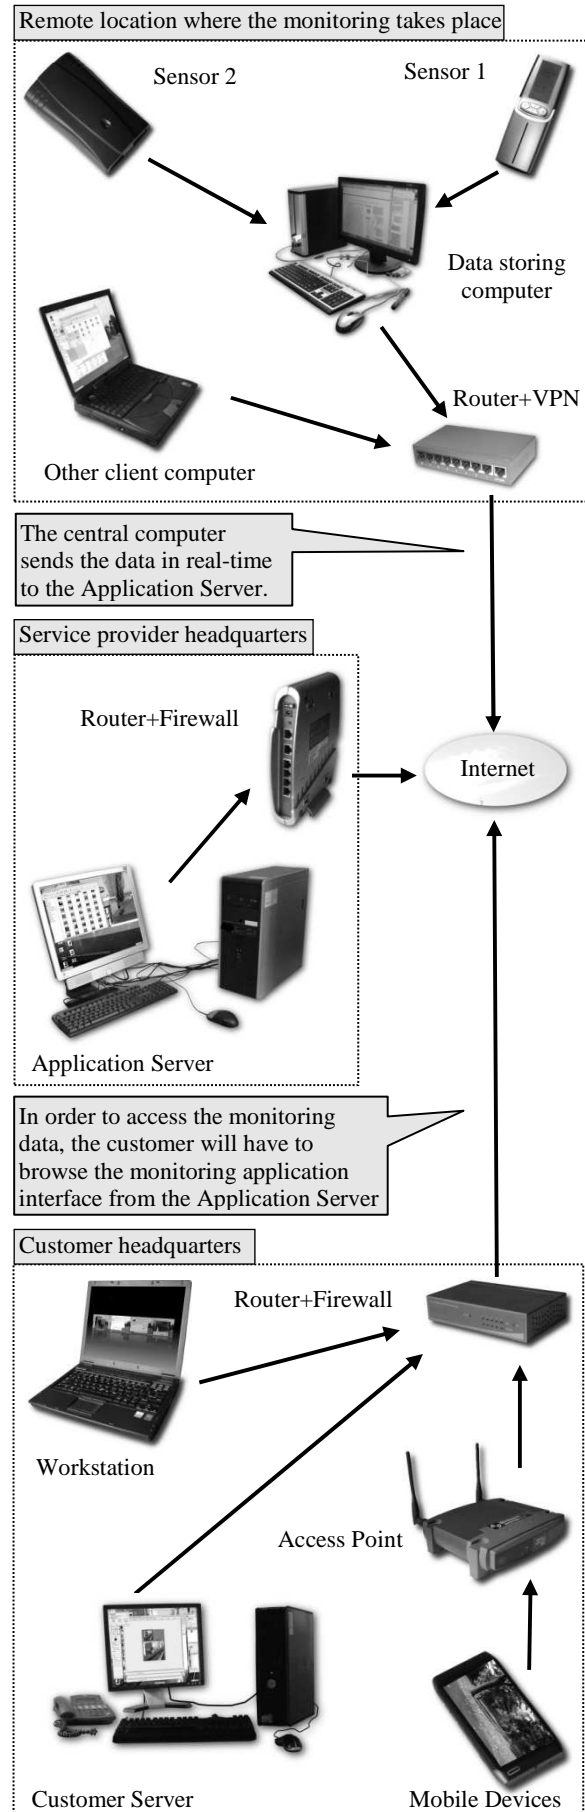 Remote location where the monitoring takes place
Sensor 2
Sensor 1
Data storing
computer
Router+VPN
Other client computer
The central computer
sends the data in real-time
to the Application Server.
Service provider headquarters
Router+Firewall
Internet
Application Server
In order to access the monitoring
data, the customer will have to
browse the monitoring application
interface from the Application Server
Customer headquarters
Router+Firewall
Workstation
Access Point
Customer Server
Mobile Devices